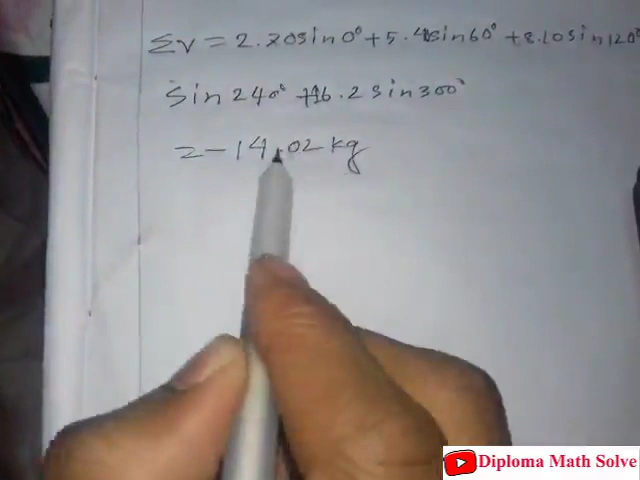 ΣV = 2.70sin0° + 5.4sin60° + 8.10sin120°
sin240° + 16.2sin300°
= -14.02 kg
Diploma Math Solve